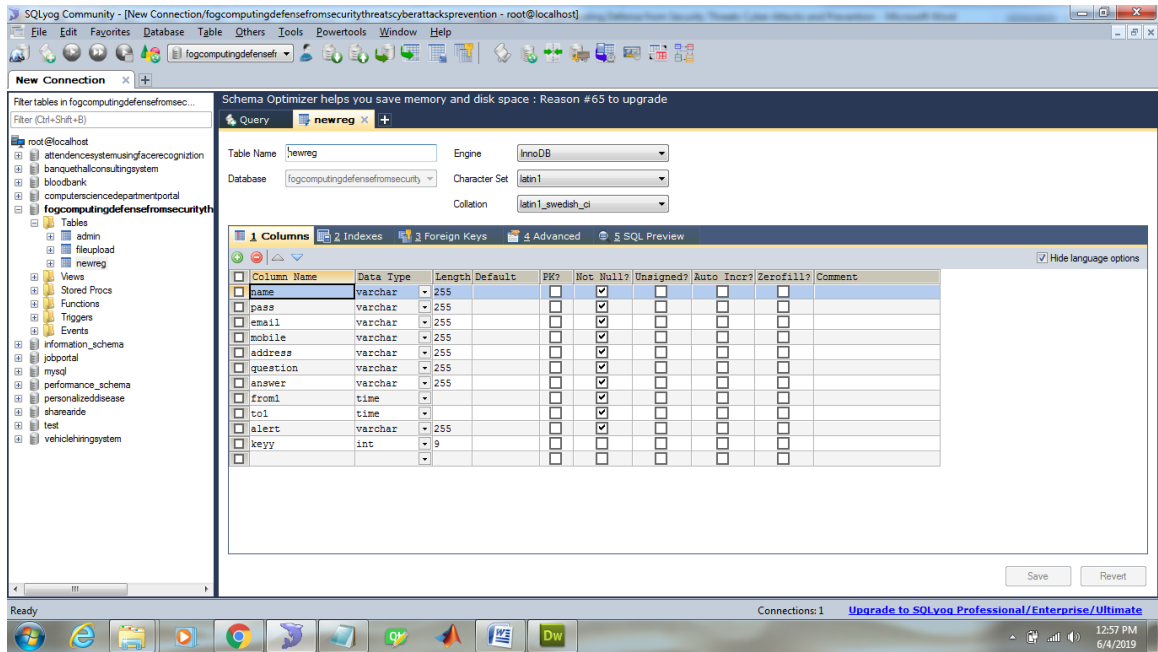 SQLyog Community - [New Connection/fogcomputingdefensefromsecuritythreatscyberattacksprevention - root@localhost]
File Edit Favorites Database Table Others Tools Powertools Window Help
fogcomputingdefensefr
New Connection
Filter tables in fogcomputingdefensefromsec...
Filter (Ctrl+Shift+B)
root@localhost
attendencesystemusingfacerecogniztion
banquethallconsultingsystem
bloodbank
computersciencedepartmentportal
fogcomputingdefensefromsecurityth
Tables
admin
fileupload
newreg
Views
Stored Procs
Functions
Triggers
Events
information_schema
jobportal
mysql
performance_schema
personalizeddisease
sharearide
test
vehiclehiringsystem
Schema Optimizer helps you save memory and disk space : Reason #65 to upgrade
Query newreg
Table Name newreg Engine InnoDB
Database fogcomputingdefensefromsecurity Character Set latin1
Collation latin1_swedish_ci
1 Columns 2 Indexes 3 Foreign Keys 4 Advanced 5 SQL Preview
Hide language options
Column Name Data Type Length Default PK? Not Null? Unsigned? Auto Incr? Zerofill? Comment
name varchar 255
pass varchar 255
email varchar 255
mobile varchar 255
address varchar 255
question varchar 255
answer varchar 255
from1 time
to1 time
alert varchar 255
keyy int 9
Save Revert
Ready Connections: 1 Upgrade to SQLyog Professional/Enterprise/Ultimate
Dw
12:57 PM
6/4/2019